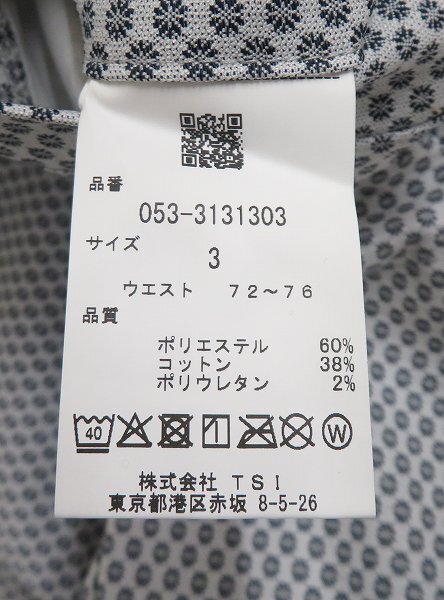 品番
053-3131303
サイズ
3
ウエスト 72～76
品質
ポリエステル 60%
コットン 38%
ポリウレタン 2%
40 W
株式会社 TSI
東京都港区赤坂 8-5-26